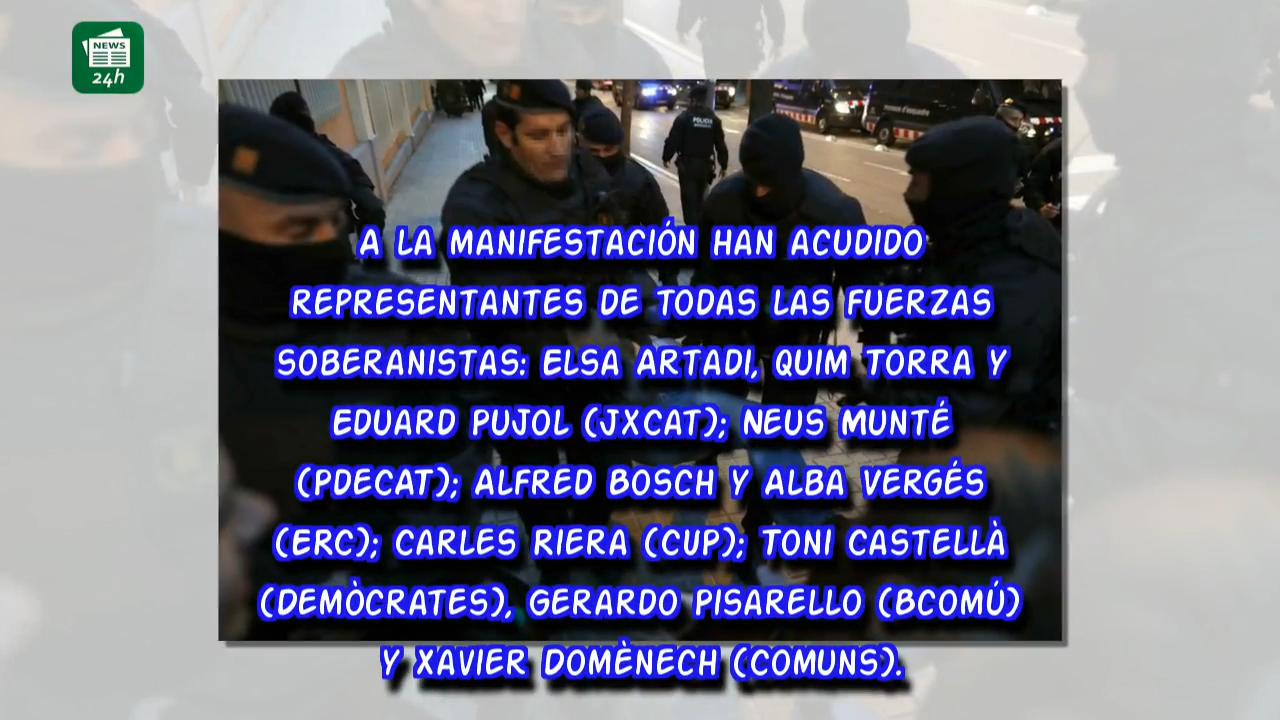 NEWS
24h
POLICIA
A LA MANIFESTACIÓN HAN ACUDIDO
REPRESENTANTES DE TODAS LAS FUERZAS
SOBERANISTAS: ELSA ARTADI, QUIM TORRA Y
EDUARD PUJOL (JXCAT); NEUS MUNTÉ
(PDECAT); ALFRED BOSCH Y ALBA VERGÉS
(ERC); CARLES RIERA (CUP); TONI CASTELLÀ
(DEMÒCRATES), GERARDO PISARELLO (BCOMÚ)
Y XAVIER DOMÈNECH (COMUNS).